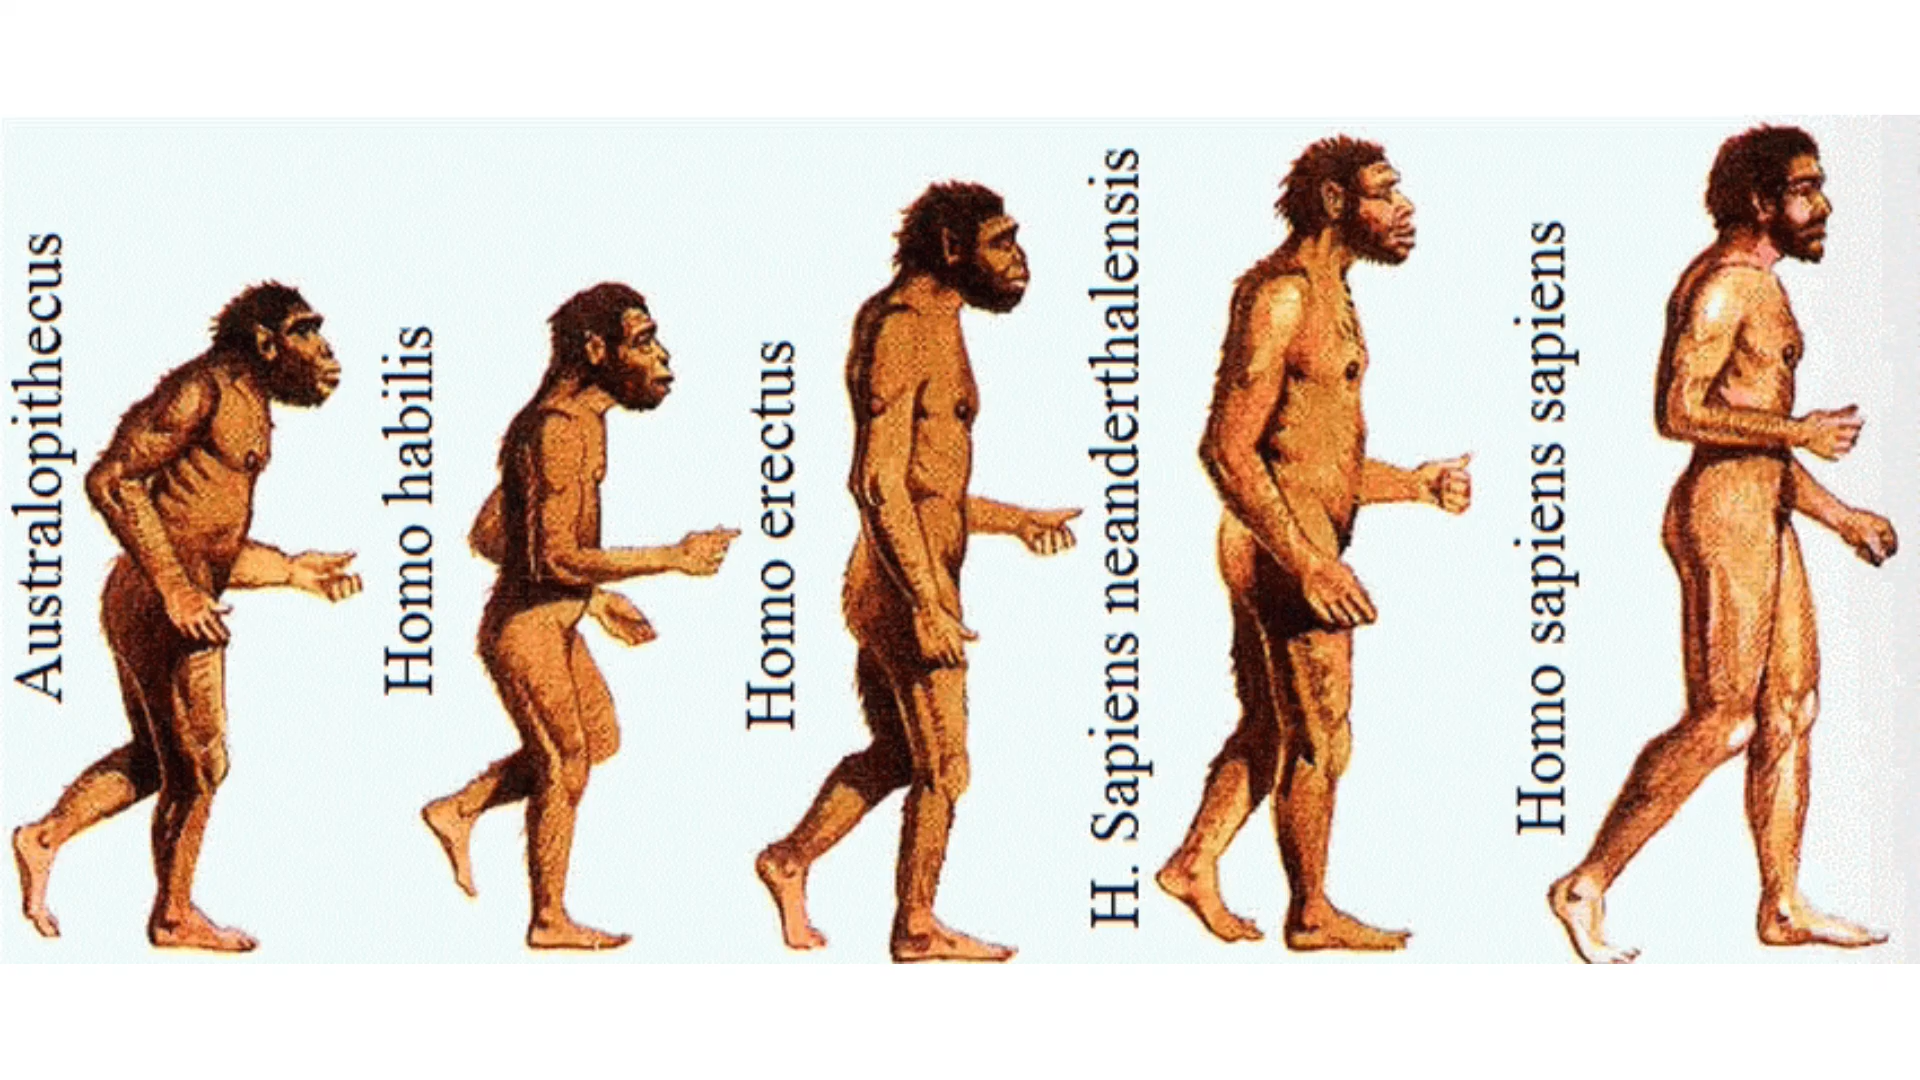 Australopithecus
Homo habilis
Homo erectus
H. Sapiens neanderthalensis
Homo sapiens sapiens